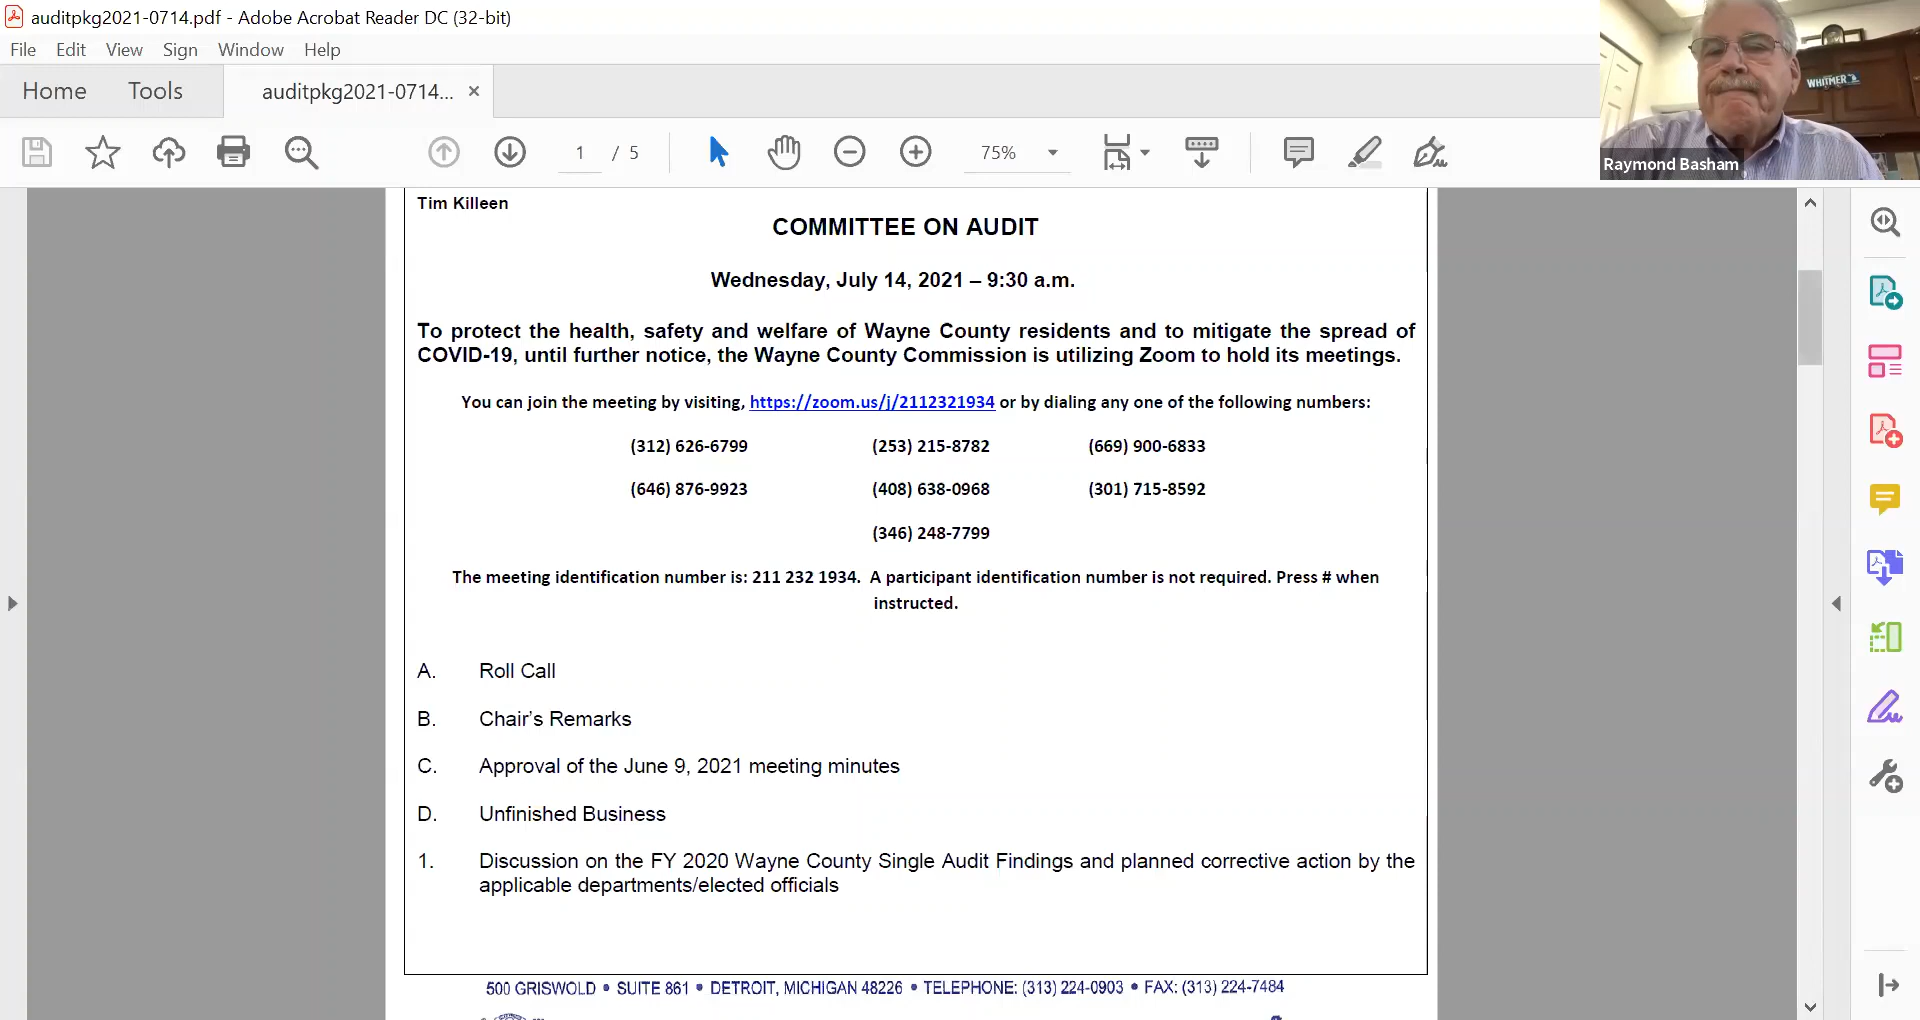 auditpkg2021-0714.pdf - Adobe Acrobat Reader DC (32-bit)
File Edit View Sign Window Help
Home Tools auditpkg2021-0714... ×
1 / 5 75%
WHITMER
Raymond Basham
Tim Killeen
COMMITTEE ON AUDIT
Wednesday, July 14, 2021 – 9:30 a.m.
To protect the health, safety and welfare of Wayne County residents and to mitigate the spread of
COVID-19, until further notice, the Wayne County Commission is utilizing Zoom to hold its meetings.
You can join the meeting by visiting, https://zoom.us/j/2112321934 or by dialing any one of the following numbers:
(312) 626-6799 (253) 215-8782 (669) 900-6833
(646) 876-9923 (408) 638-0968 (301) 715-8592
(346) 248-7799
The meeting identification number is: 211 232 1934. A participant identification number is not required. Press # when
instructed.
A. Roll Call
B. Chair’s Remarks
C. Approval of the June 9, 2021 meeting minutes
D. Unfinished Business
1. Discussion on the FY 2020 Wayne County Single Audit Findings and planned corrective action by the
applicable departments/elected officials
500 GRISWOLD • SUITE 861 • DETROIT, MICHIGAN 48226 • TELEPHONE: (313) 224-0903 • FAX: (313) 224-7484